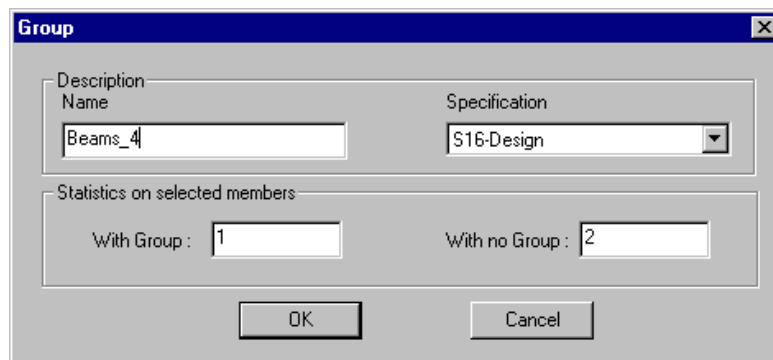 Group
Description
Name Specification
Beams_4 S16-Design
Statistics on selected members
With Group : 1 With no Group : 2
OK Cancel